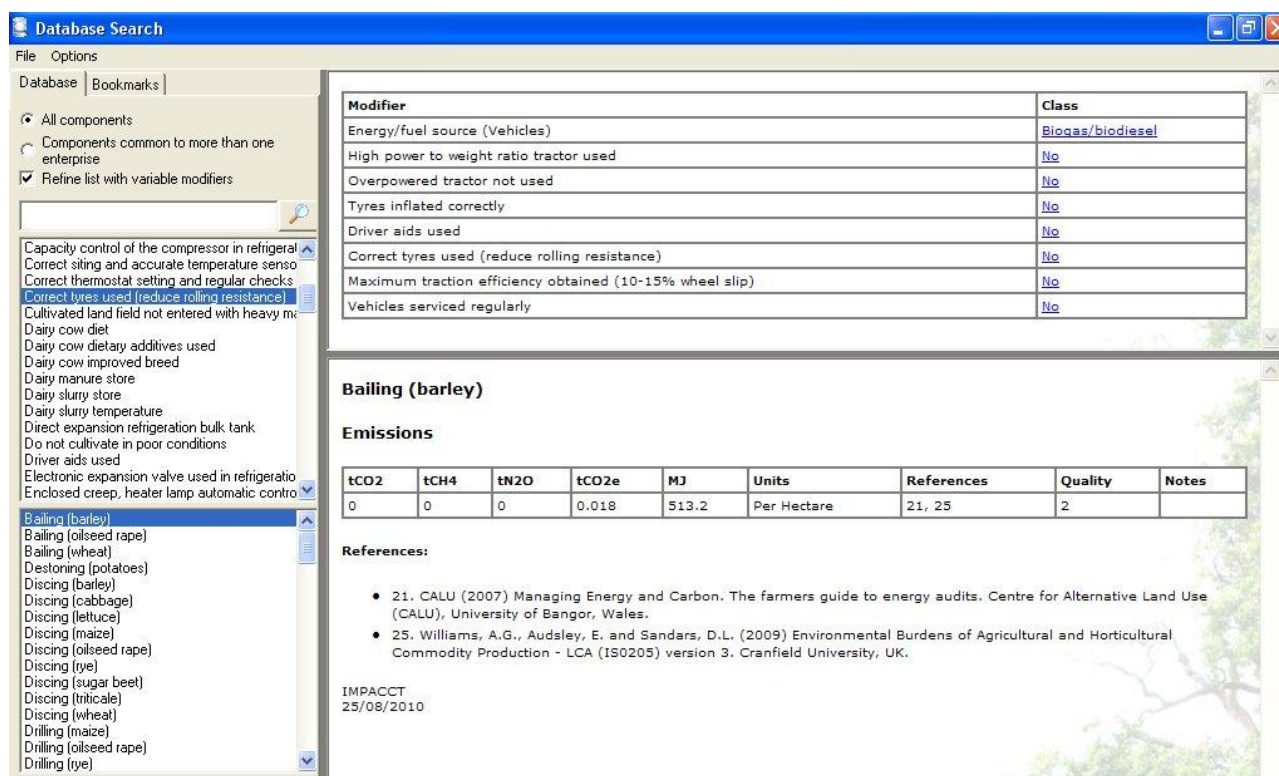 Database Search
File Options
Database Bookmarks
All components
Components common to more than one
enterprise
Refine list with variable modifiers
Capacity control of the compressor in refrigeral
Correct siting and accurate temperature senso
Correct thermostat setting and regular checks
Correct tyres used (reduce rolling resistance)
Cultivated land field not entered with heavy ma
Dairy cow diet
Dairy cow dietary additives used
Dairy cow improved breed
Dairy manure store
Dairy slurry store
Dairy slurry temperature
Direct expansion refrigeration bulk tank
Do not cultivate in poor conditions
Driver aids used
Electronic expansion valve used in refrigeratio
Enclosed creep, heater lamp automatic contro
Bailing (barley)
Bailing (oilseed rape)
Bailing (wheat)
Destoning (potatoes)
Discing (barley)
Discing (cabbage)
Discing (lettuce)
Discing (maize)
Discing (oilseed rape)
Discing (rye)
Discing (sugar beet)
Discing (triticale)
Discing (wheat)
Drilling (maize)
Drilling (oilseed rape)
Drilling (rye)
Modifier Class
Energy/fuel source (Vehicles) Biogas/biodiesel
High power to weight ratio tractor used No
Overpowered tractor not used No
Tyres inflated correctly No
Driver aids used No
Correct tyres used (reduce rolling resistance) No
Maximum traction efficiency obtained (10-15% wheel slip) No
Vehicles serviced regularly No
Bailing (barley)
Emissions
tCO2 tCH4 tN2O tCO2e MJ Units References Quality Notes
0 0 0 0.018 513.2 Per Hectare 21, 25 2
References:
• 21. CALU (2007) Managing Energy and Carbon. The farmers guide to energy audits. Centre for Alternative Land Use
(CALU), University of Bangor, Wales.
• 25. Williams, A.G., Audsley, E. and Sandars, D.L. (2009) Environmental Burdens of Agricultural and Horticultural
Commodity Production - LCA (IS0205) version 3. Cranfield University, UK.
IMPACCT
25/08/2010